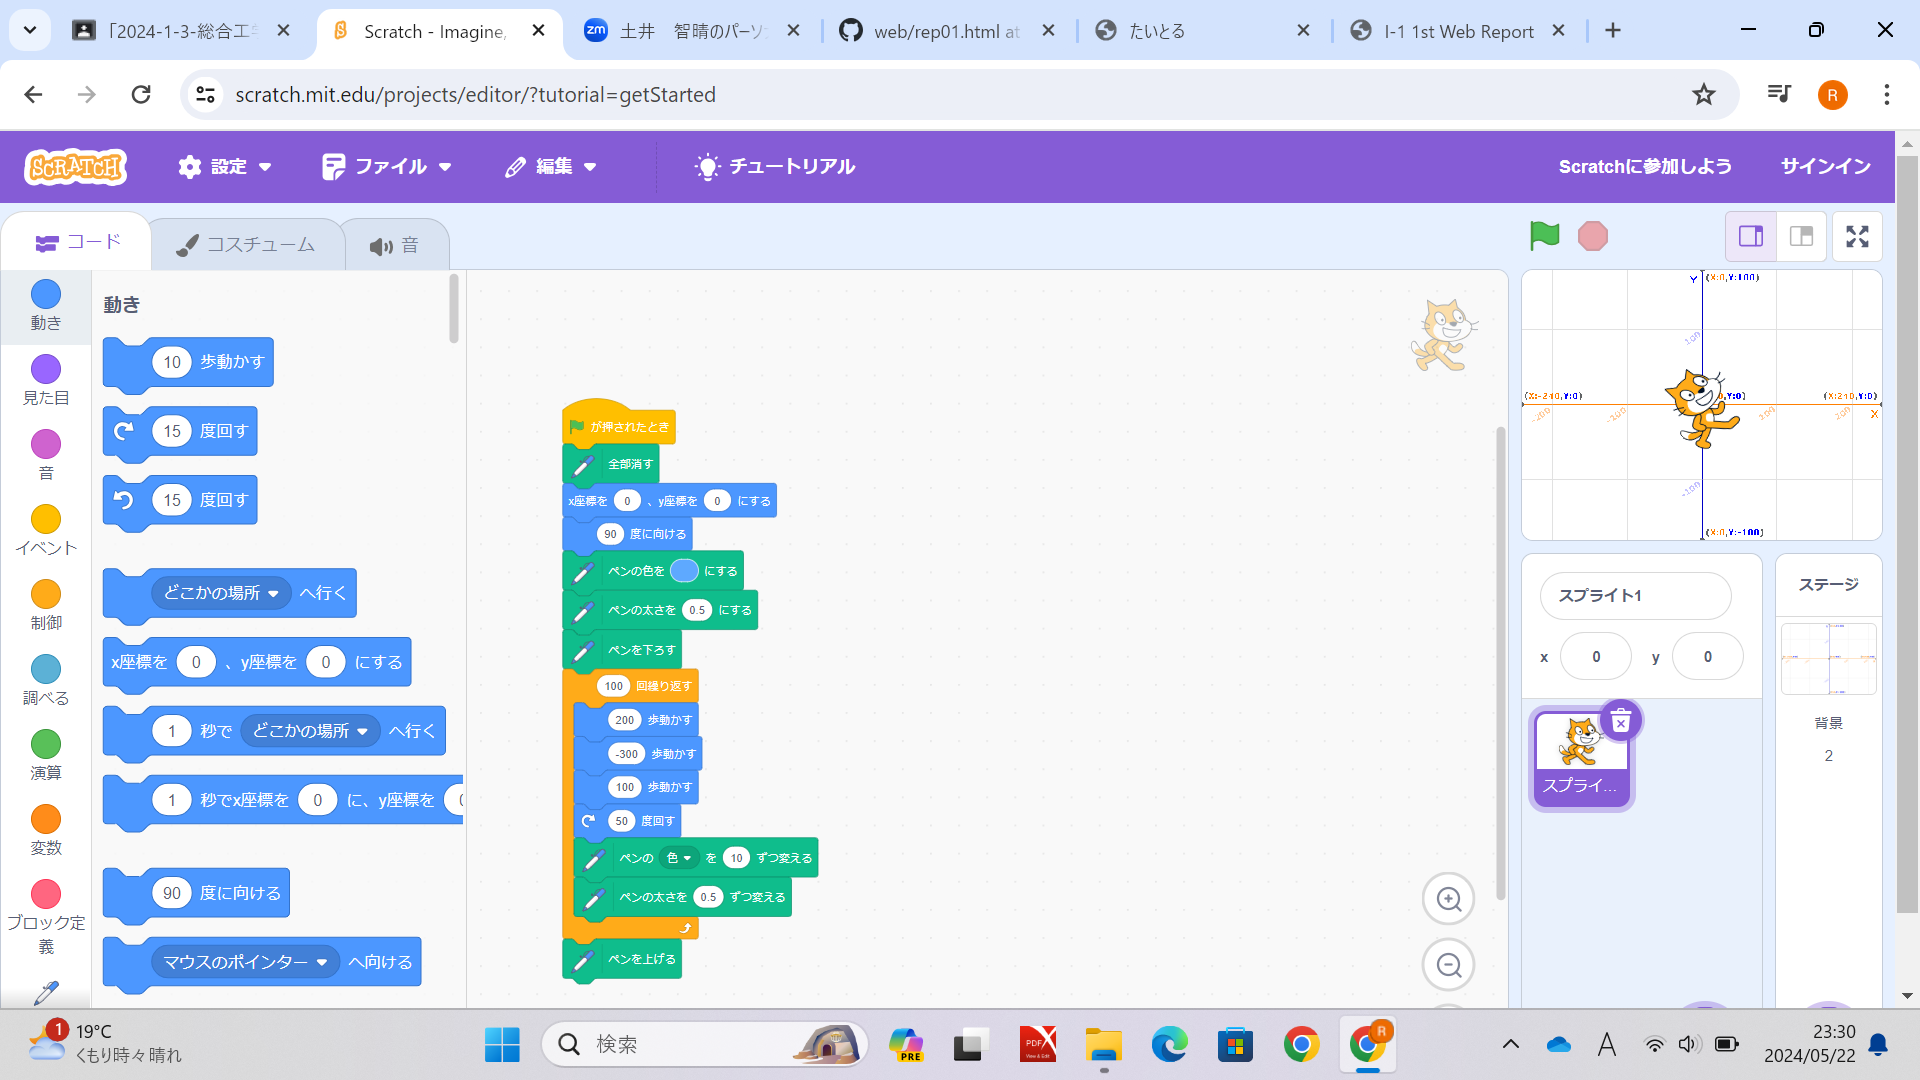 「2024-1-3-総合工学
Scratch - Imagine,
zm
土井　智晴のパーソナ
web/rep01.html at
たいとる
I-1 1st Web Report
scratch.mit.edu/projects/editor/?tutorial=getStarted
R
SCRATCH
設定
ファイル
編集
チュートリアル
Scratchに参加しよう
サインイン
コード
コスチューム
音
動き
見た目
音
イベント
制御
調べる
演算
変数
ブロック定
義
動き
10 歩動かす
15 度回す
15 度回す
どこかの場所 へ行く
x座標を 0 、y座標を 0 にする
1 秒で どこかの場所 へ行く
1 秒でx座標を 0 に、y座標を 0
90 度に向ける
マウスのポインター へ向ける
が押されたとき
全部消す
x座標を 0 、y座標を 0 にする
90 度に向ける
ペンの色を にする
ペンの太さを 0.5 にする
ペンを下ろす
100 回繰り返す
200 歩動かす
-300 歩動かす
100 歩動かす
50 度回す
ペンの 色 を 10 ずつ変える
ペンの太さを 0.5 ずつ変える
ペンを上げる
Y (X:0,Y:180)
100
(X:-240,Y:0)
,Y:0)
(X:240,Y:0)
-200
200
X
-100
(X:0,Y:-180)
スプライト1
x 0 y 0
スプライ...
ステージ
背景
2
1
19°C
くもり時々晴れ
検索
PRE
PDF
View & Edit
R
A
23:30
2024/05/22